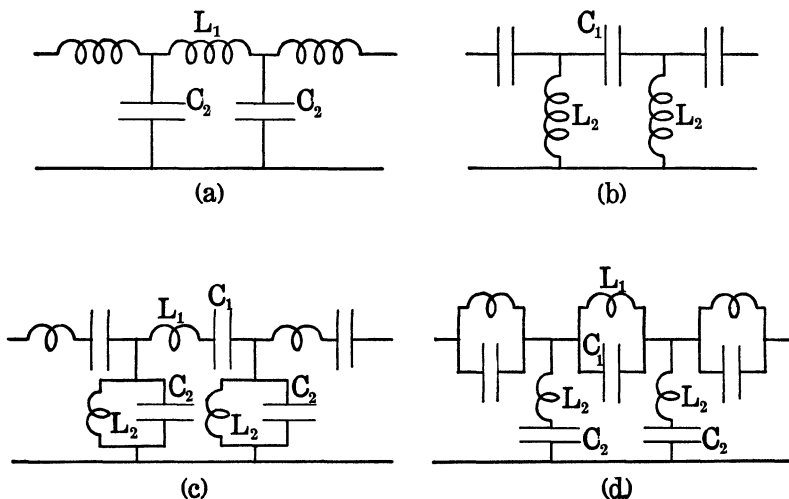 L₁
C₂ C₂
(a)
C₁
L₂ L₂
(b)
L₁ C₁
C₂ C₂
L₂ L₂
(c)
L₁
C₁
L₂ L₂
C₂ C₂
(d)